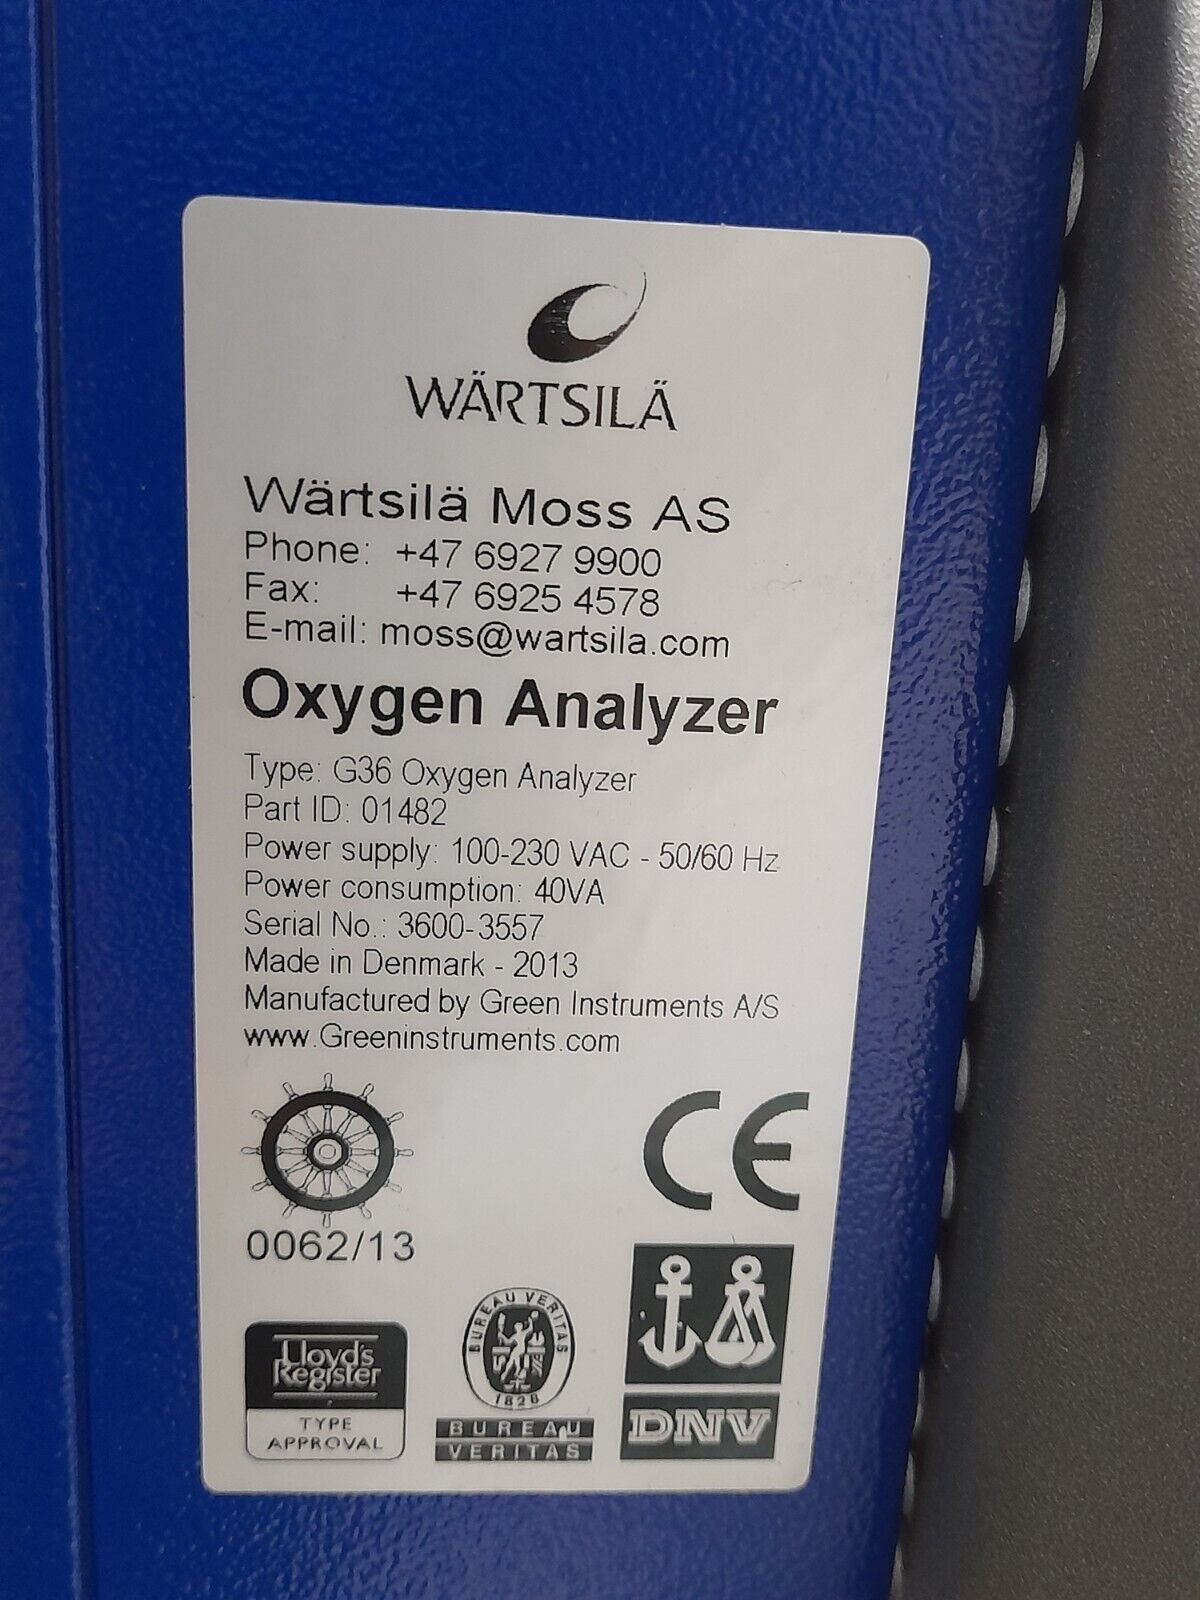 WÄRTSILÄ
Wärtsilä Moss AS
Phone: +47 6927 9900
Fax: +47 6925 4578
E-mail: moss@wartsila.com
Oxygen Analyzer
Type: G36 Oxygen Analyzer
Part ID: 01482
Power supply: 100-230 VAC - 50/60 Hz
Power consumption: 40VA
Serial No.: 3600-3557
Made in Denmark - 2013
Manufactured by Green Instruments A/S
www.Greeninstruments.com
CE
0062/13
Lloyd's
Register
TYPE
APPROVAL
BUREAU VERITAS
1828
BUREAU
VERITAS
DNV